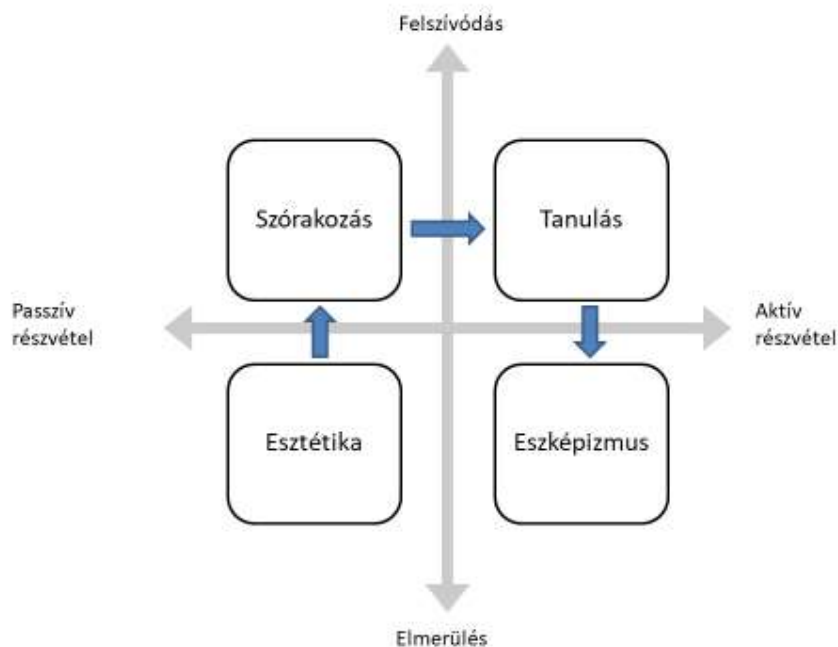 Felszívódás
Szórakozás
Tanulás
Passzív
részvétel
Aktív
részvétel
Esztétika
Eszképizmus
Elmerülés